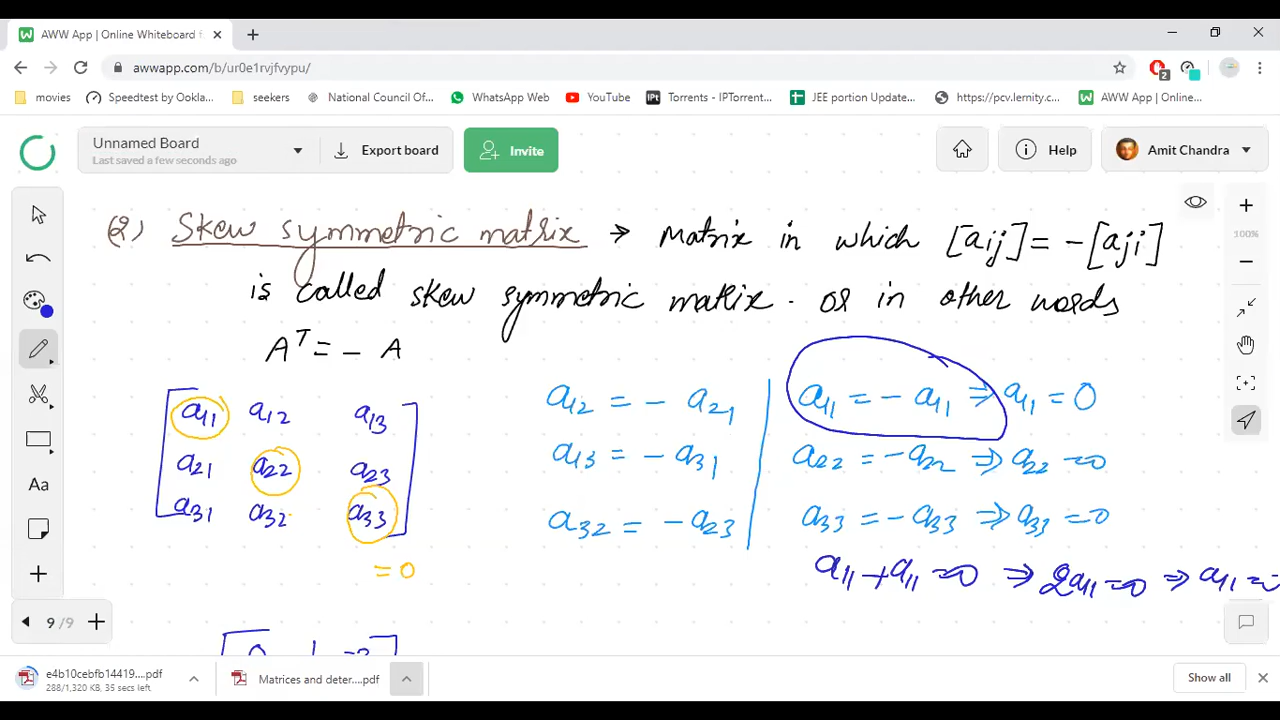 AWW App | Online Whiteboard f
awwapp.com/b/ur0e1rvjfvypu/
2
movies Speedtest by Ookla... seekers National Council Of... WhatsApp Web YouTube Torrents - IPTorrent... JEE portion Update... https://pcv.lernity.c... AWW App | Online...
Unnamed Board
Last saved a few seconds ago
Export board
Invite
Help
Amit Chandra
2) Skew symmetric matrix → Matrix in which [aij] = -[aji]
100%
is called skew symmetric matrix. or in other words
A^T = - A
a11 a12 a13
a21 a22 a23
a31 a32 a33
= 0
a12 = - a21
a13 = - a31
a32 = - a23
a11 = - a11 ⇒ a11 = 0
a22 = - a22 ⇒ a22 = 0
a33 = - a33 ⇒ a33 = 0
a11 + a11 = 0 ⇒ 2a11 = 0 ⇒ a11 =
Aa
9 /9
e4b10cebfb14419....pdf
288/1,320 KB, 35 secs left
Matrices and deter....pdf
Show all